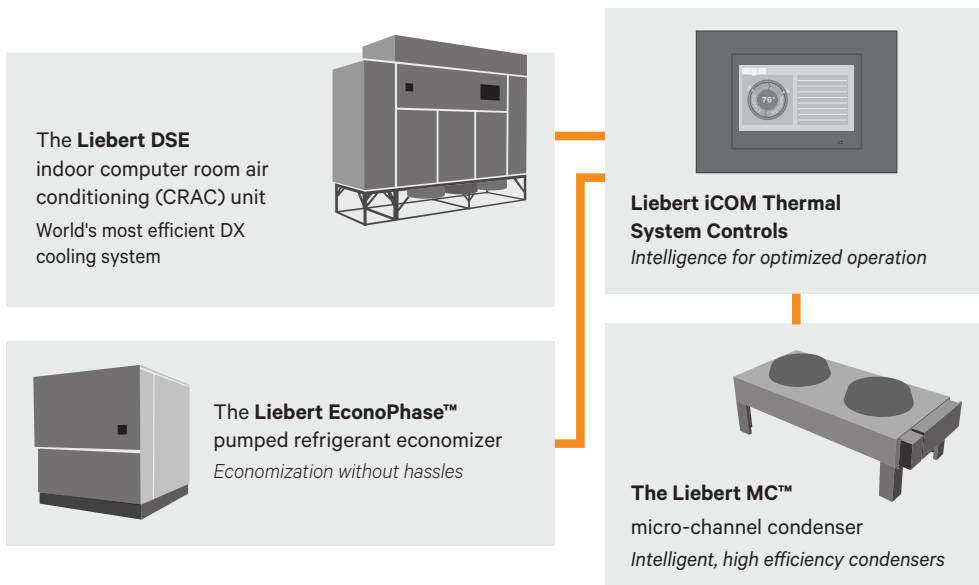 The Liebert DSE
indoor computer room air
conditioning (CRAC) unit
World's most efficient DX
cooling system
76°
Liebert iCOM Thermal
System Controls
Intelligence for optimized operation
The Liebert EconoPhase™
pumped refrigerant economizer
Economization without hassles
The Liebert MC™
micro-channel condenser
Intelligent, high efficiency condensers